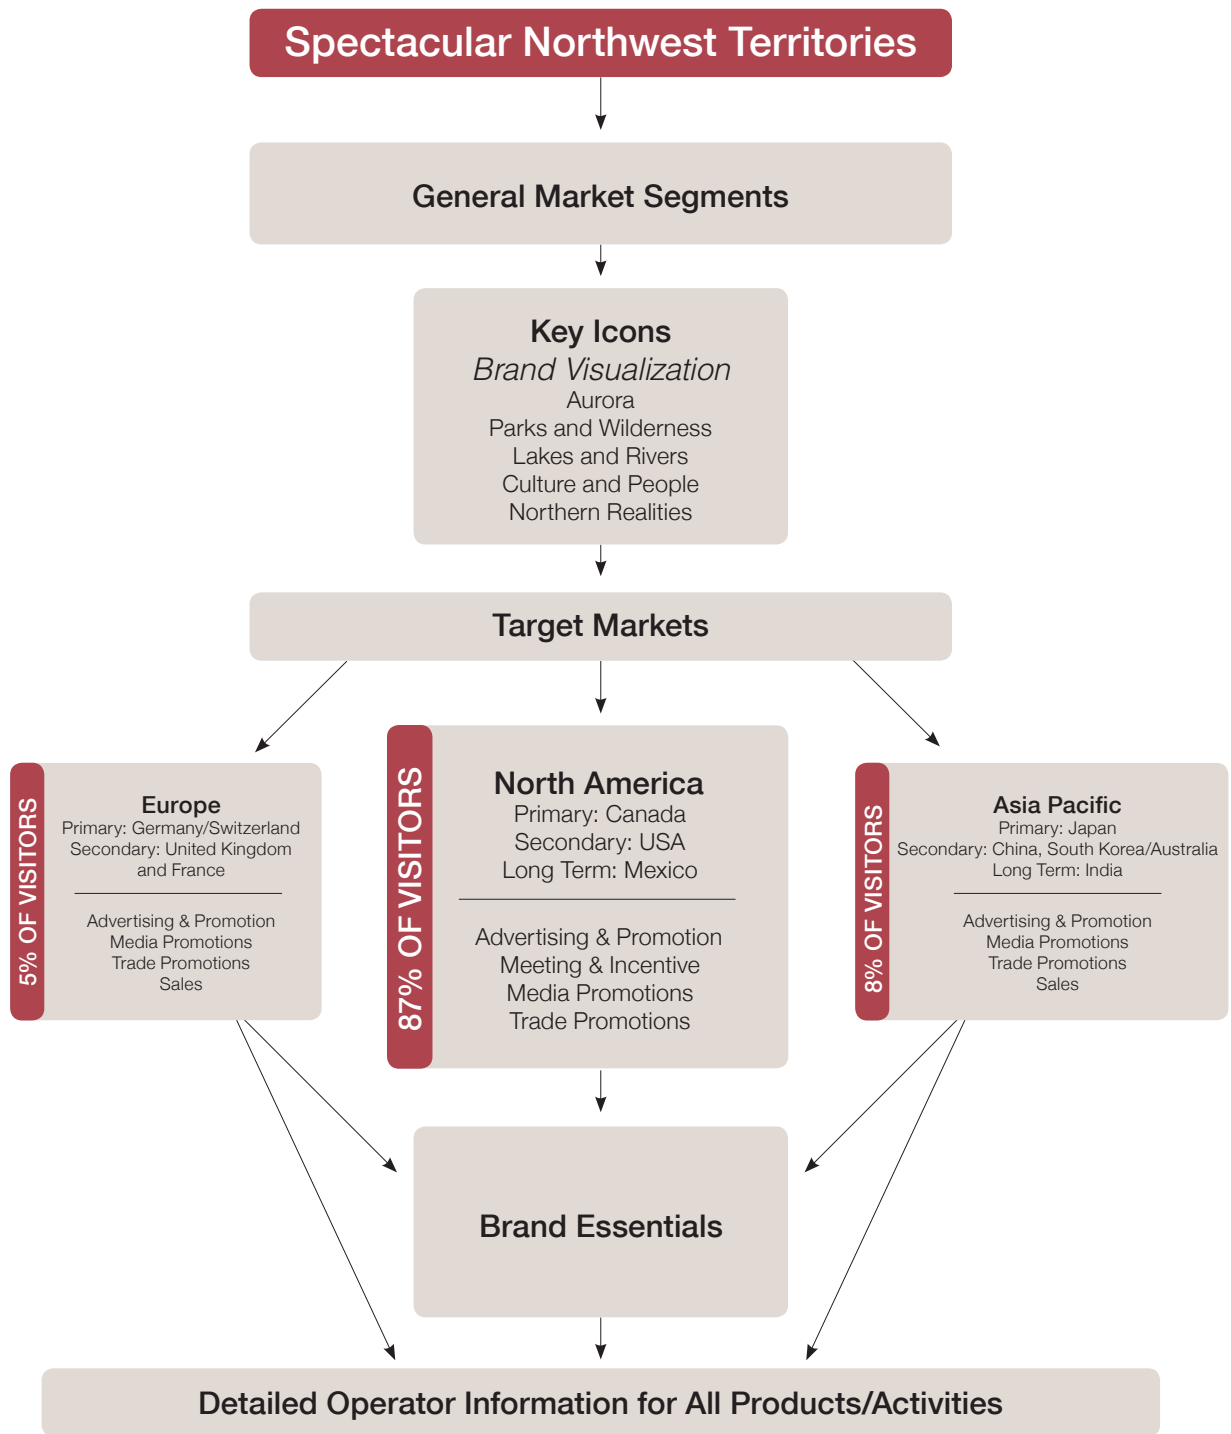 Spectacular Northwest Territories
General Market Segments
Key Icons
Brand Visualization
Aurora
Parks and Wilderness
Lakes and Rivers
Culture and People
Northern Realities
Target Markets
5% OF VISITORS
Europe
Primary: Germany/Switzerland
Secondary: United Kingdom
and France
Advertising & Promotion
Media Promotions
Trade Promotions
Sales
87% OF VISITORS
North America
Primary: Canada
Secondary: USA
Long Term: Mexico
Advertising & Promotion
Meeting & Incentive
Media Promotions
Trade Promotions
8% OF VISITORS
Asia Pacific
Primary: Japan
Secondary: China, South Korea/Australia
Long Term: India
Advertising & Promotion
Media Promotions
Trade Promotions
Sales
Brand Essentials
Detailed Operator Information for All Products/Activities